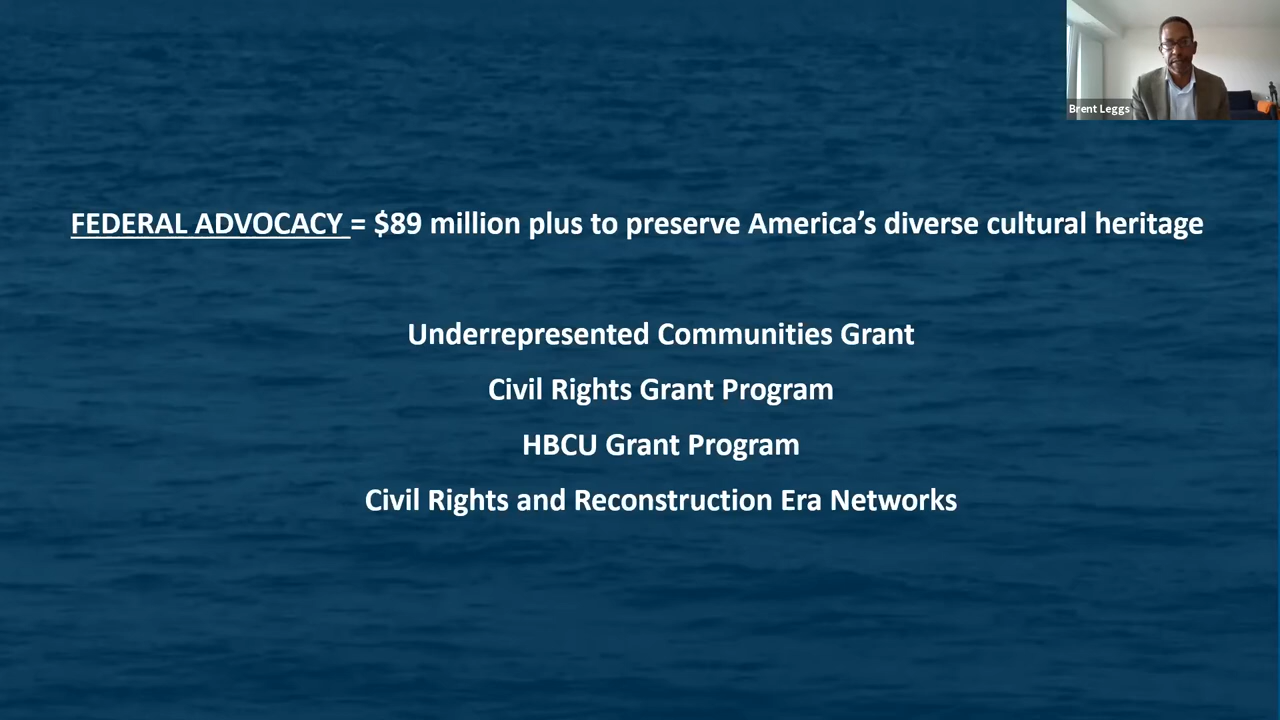 Brent Leggs
FEDERAL ADVOCACY = $89 million plus to preserve America’s diverse cultural heritage
Underrepresented Communities Grant
Civil Rights Grant Program
HBCU Grant Program
Civil Rights and Reconstruction Era Networks